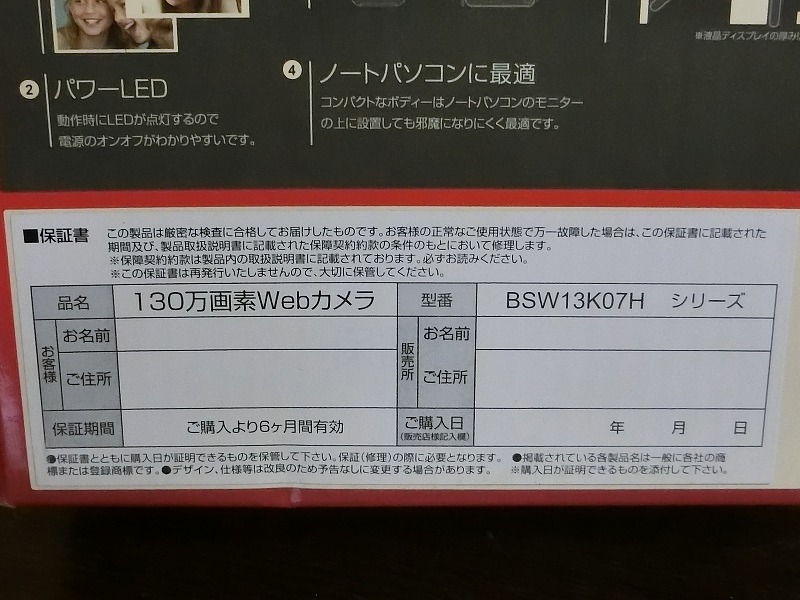 ※液晶ディスプレイの厚み
② パワーLED
動作時にLEDが点灯するので
電源のオンオフがわかりやすいです。
④ ノートパソコンに最適
コンパクトなボディーはノートパソコンのモニター
の上に設置しても邪魔になりにくく最適です。
■保証書
この製品は厳密な検査に合格してお届けしたものです。お客様の正常なご使用状態で万一故障した場合は、この保証書に記載された
期間及び、製品取扱説明書に記載された保障契約約款の条件のもとにおいて修理します。
※保障契約約款は製品内の取扱説明書に記載されております。必ずお読みください。
※この保証書は再発行いたしませんので、大切に保管してください。
品名 130万画素Webカメラ 型番 BSW13K07H シリーズ
お客様 お名前 販売所 お名前
ご住所 ご住所
保証期間 ご購入より6ヶ月間有効 ご購入日 年 月 日
(販売店様記入欄)
●保証書とともに購入日が証明できるものを保管して下さい。保証(修理)の際に必要となります。 ●掲載されている各製品名は一般に各社の商
標または登録商標です。●デザイン、仕様等は改良のため予告なしに変更する場合があります。 ※購入日が証明できるものを添付して下さい。